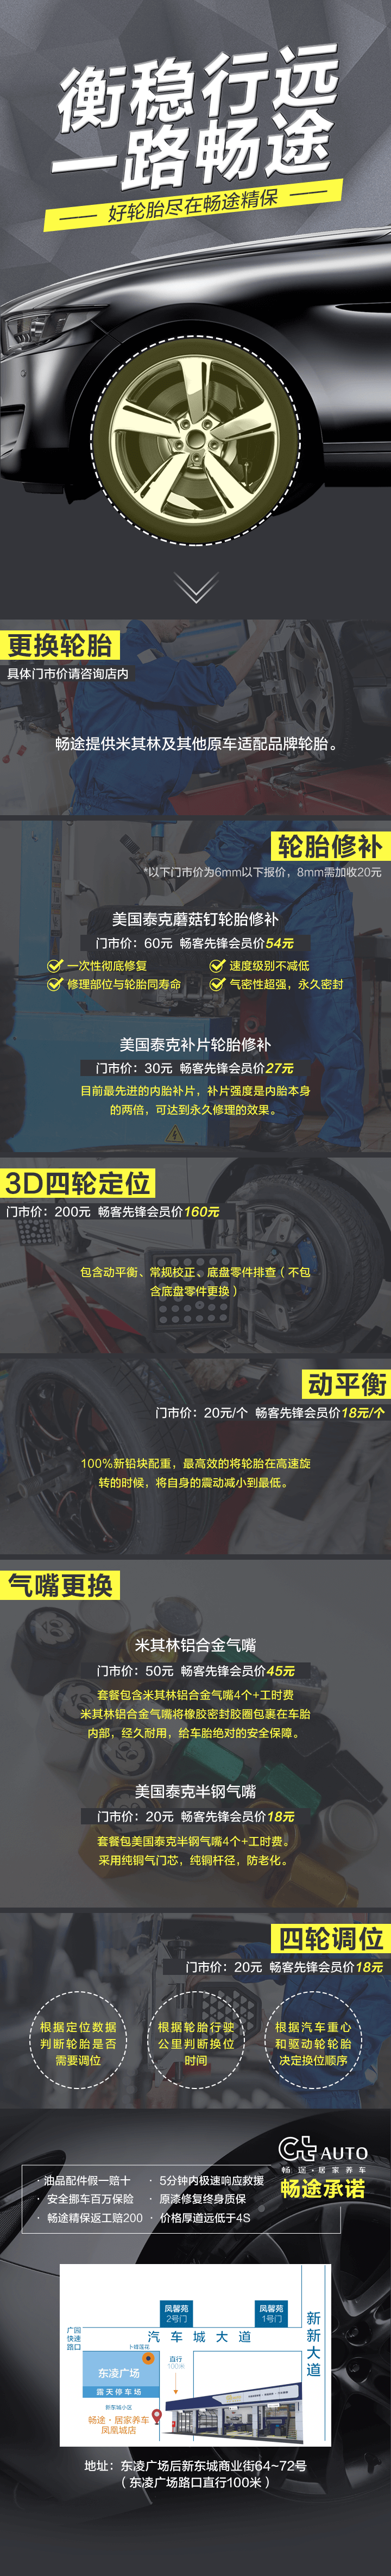 衡稳行远
一路畅途
好轮胎尽在畅途精保
更换轮胎
具体门市价请咨询店内
畅途提供米其林及其他原车适配品牌轮胎。
轮胎修补
*以下门市价为6mm以下报价，8mm需加收20元
美国泰克蘑菇钉轮胎修补
门市价：60元 畅客先锋会员价54元
一次性彻底修复
速度级别不减低
修理部位与轮胎同寿命
气密性超强，永久密封
美国泰克补片轮胎修补
门市价：30元 畅客先锋会员价27元
目前最先进的内胎补片，补片强度是内胎本身
的两倍，可达到永久修理的效果。
3D四轮定位
门市价：200元 畅客先锋会员价160元
包含动平衡、常规校正、底盘零件排查（不包
含底盘零件更换）
动平衡
门市价：20元/个 畅客先锋会员价18元/个
100%新铅块配重，最高效的将轮胎在高速旋
转的时候，将自身的震动减小到最低。
气嘴更换
米其林铝合金气嘴
门市价：50元 畅客先锋会员价45元
套餐包含米其林铝合金气嘴4个+工时费
米其林铝合金气嘴将橡胶密封胶圈包裹在车胎
内部，经久耐用，给车胎绝对的安全保障。
美国泰克半钢气嘴
门市价：20元 畅客先锋会员价18元
套餐包美国泰克半钢气嘴4个+工时费。
采用纯铜气门芯，纯铜杆径，防老化。
四轮调位
门市价：20元 畅客先锋会员价18元
根据定位数据
判断轮胎是否
需要调位
根据轮胎行驶
公里判断换位
时间
根据汽车重心
和驱动轮轮胎
决定换位顺序
Ct AUTO
畅途·居家养车
畅途承诺
· 油品配件假一赔十
· 5分钟内极速响应救援
· 安全挪车百万保险
· 原漆修复终身质保
· 畅途精保返工赔200
· 价格厚道远低于4S
凤馨苑
2号门
凤馨苑
1号门
广园
快速
路口
汽车城大道
新新大道
东凌广场
露天停车场
直行
100米
新东城小区
畅途·居家养车
凤凰城店
地址：东凌广场后新东城商业街64~72号
（东凌广场路口直行100米）